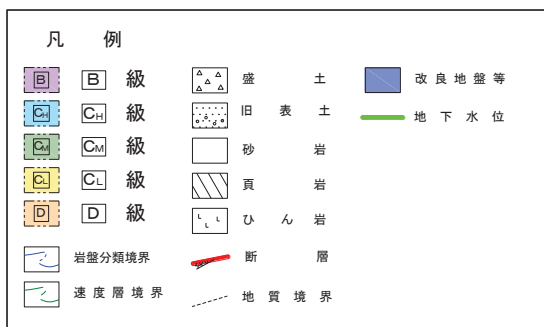 凡 例
B B 級
CH CH 級
CM CM 級
CL CL 級
D D 級
岩盤分類境界
速度層境界
盛 土
旧 表 土
砂 岩
頁 岩
ひ ん 岩
断 層
地質境界
改良地盤等
地下水位